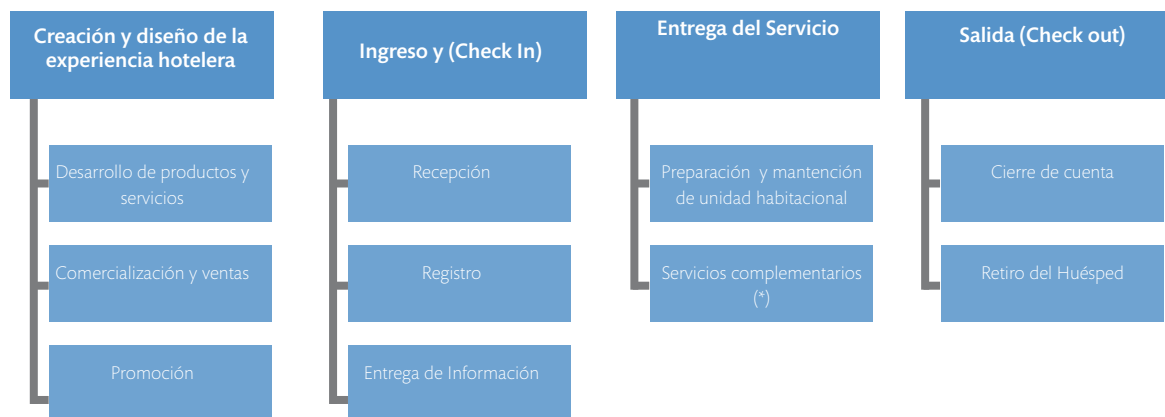 Creación y diseño de la
experiencia hotelera
Desarrollo de productos y
servicios
Comercialización y ventas
Promoción
Ingreso y (Check In)
Recepción
Registro
Entrega de Información
Entrega del Servicio
Preparación y mantención
de unidad habitacional
Servicios complementarios
(*)
Salida (Check out)
Cierre de cuenta
Retiro del Huésped